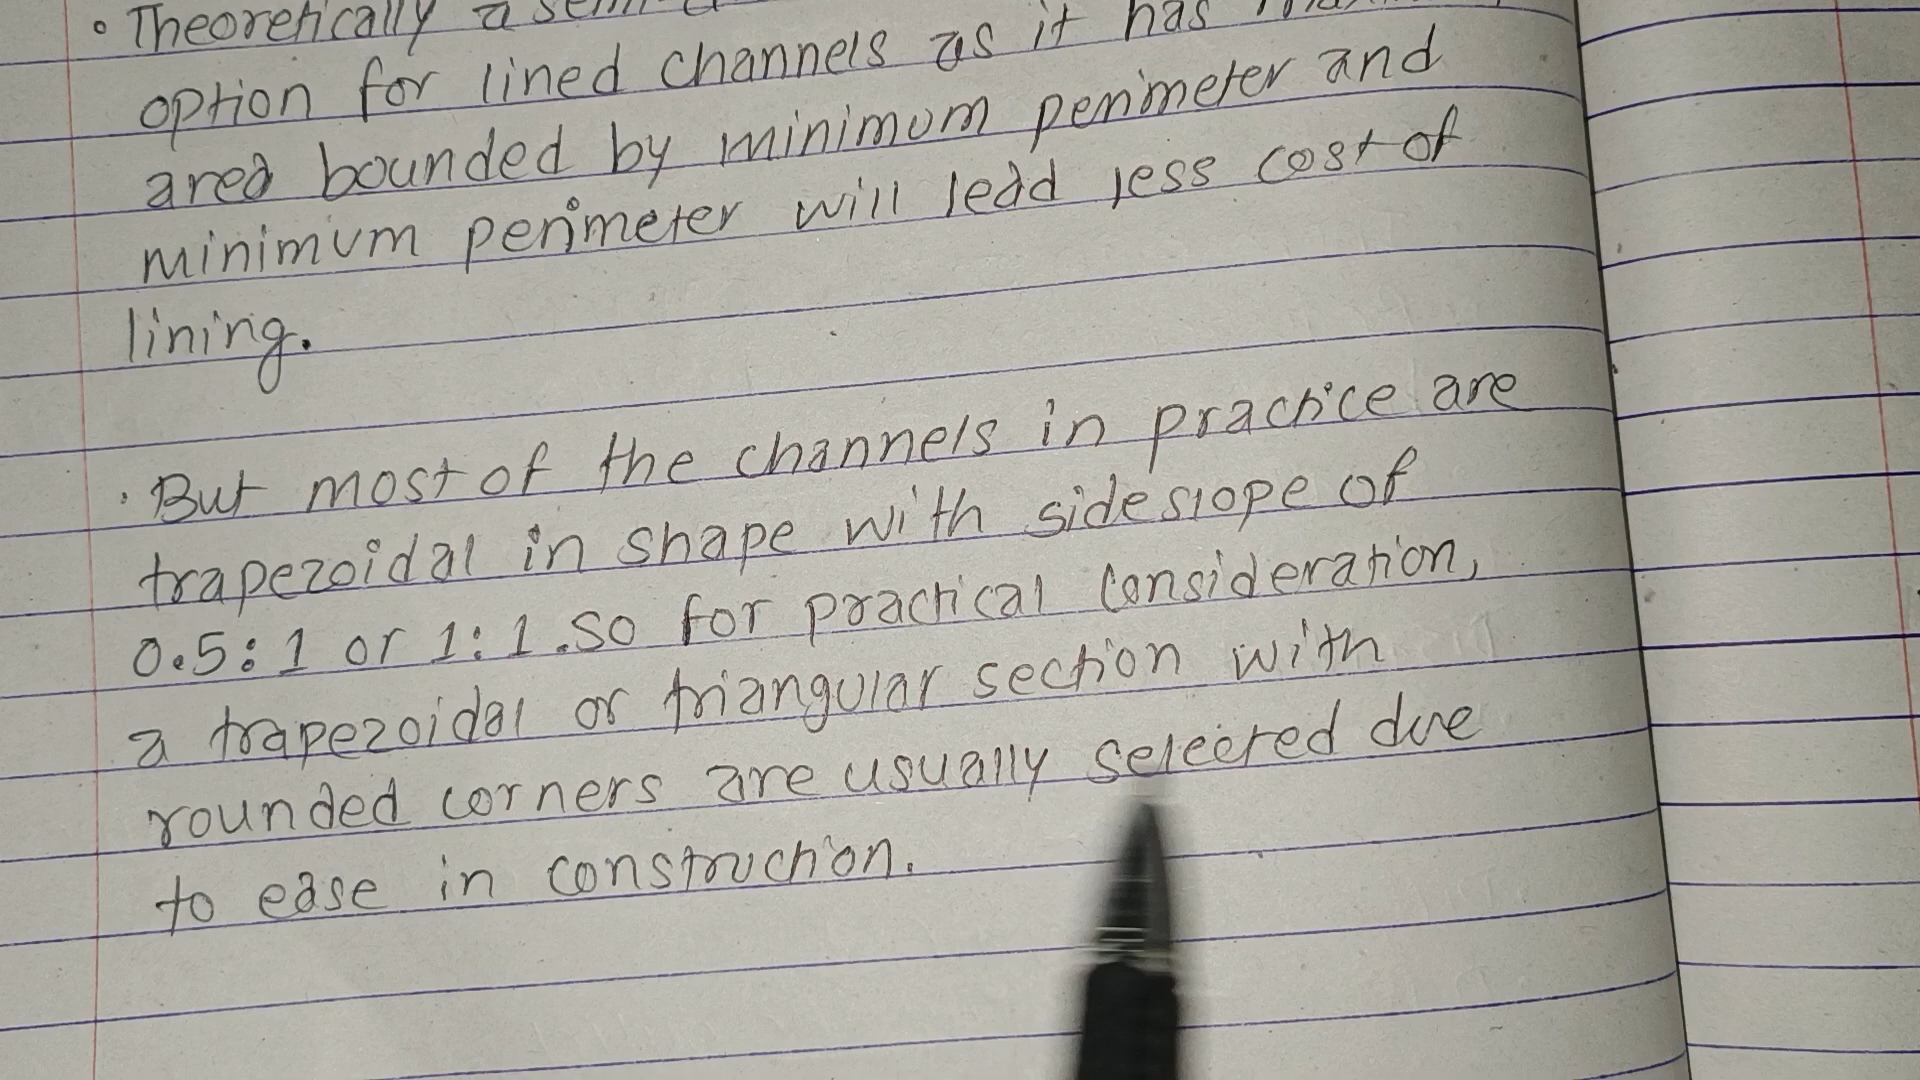 • Theoretically a
option for lined channels as it has
area bounded by minimum perimeter and
minimum perimeter will lead less cost of
lining.
• But most of the channels in practice are
trapezoidal in shape with side slope of
0.5:1 or 1:1. So for practical consideration,
a trapezoidal or triangular section with
rounded corners are usually selected due
to ease in construction.